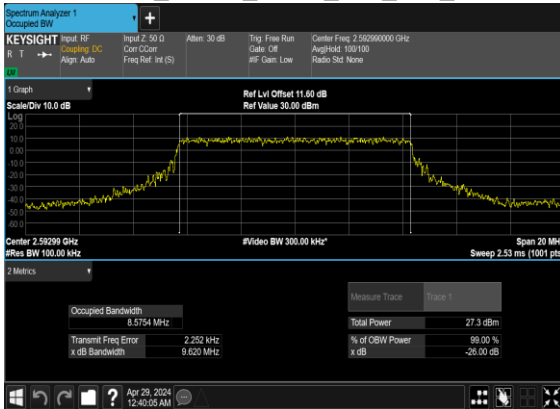 Spectrum Analyzer 1
Occupied BW
KEYSIGHT Input: RF Input Z: 50 Ω Atten: 30 dB Trig: Free Run Center Freq: 2.592990000 GHz
R T Coupling: DC Corr CCorr Gate: Off Avg|Hold: 100/100
Align: Auto Freq Ref: Int (S) #IF Gain: Low Radio Std: None
1 Graph
Ref Lvl Offset 11.60 dB
Scale/Div 10.0 dB Ref Value 30.00 dBm
Log
20.0
10.0
0.00
-10.0
-20.0
-30.0
-40.0
-50.0
-60.0
Center 2.59299 GHz #Video BW 300.00 kHz* Span 20 MH
#Res BW 100.00 kHz Sweep 2.53 ms (1001 pts
2 Metrics
Measure Trace Trace 1
Occupied Bandwidth
8.5754 MHz Total Power 27.3 dBm
Transmit Freq Error 2.252 kHz % of OBW Power 99.00 %
x dB Bandwidth 9.620 MHz x dB -26.00 dB
Apr 29, 2024
12:40:05 AM